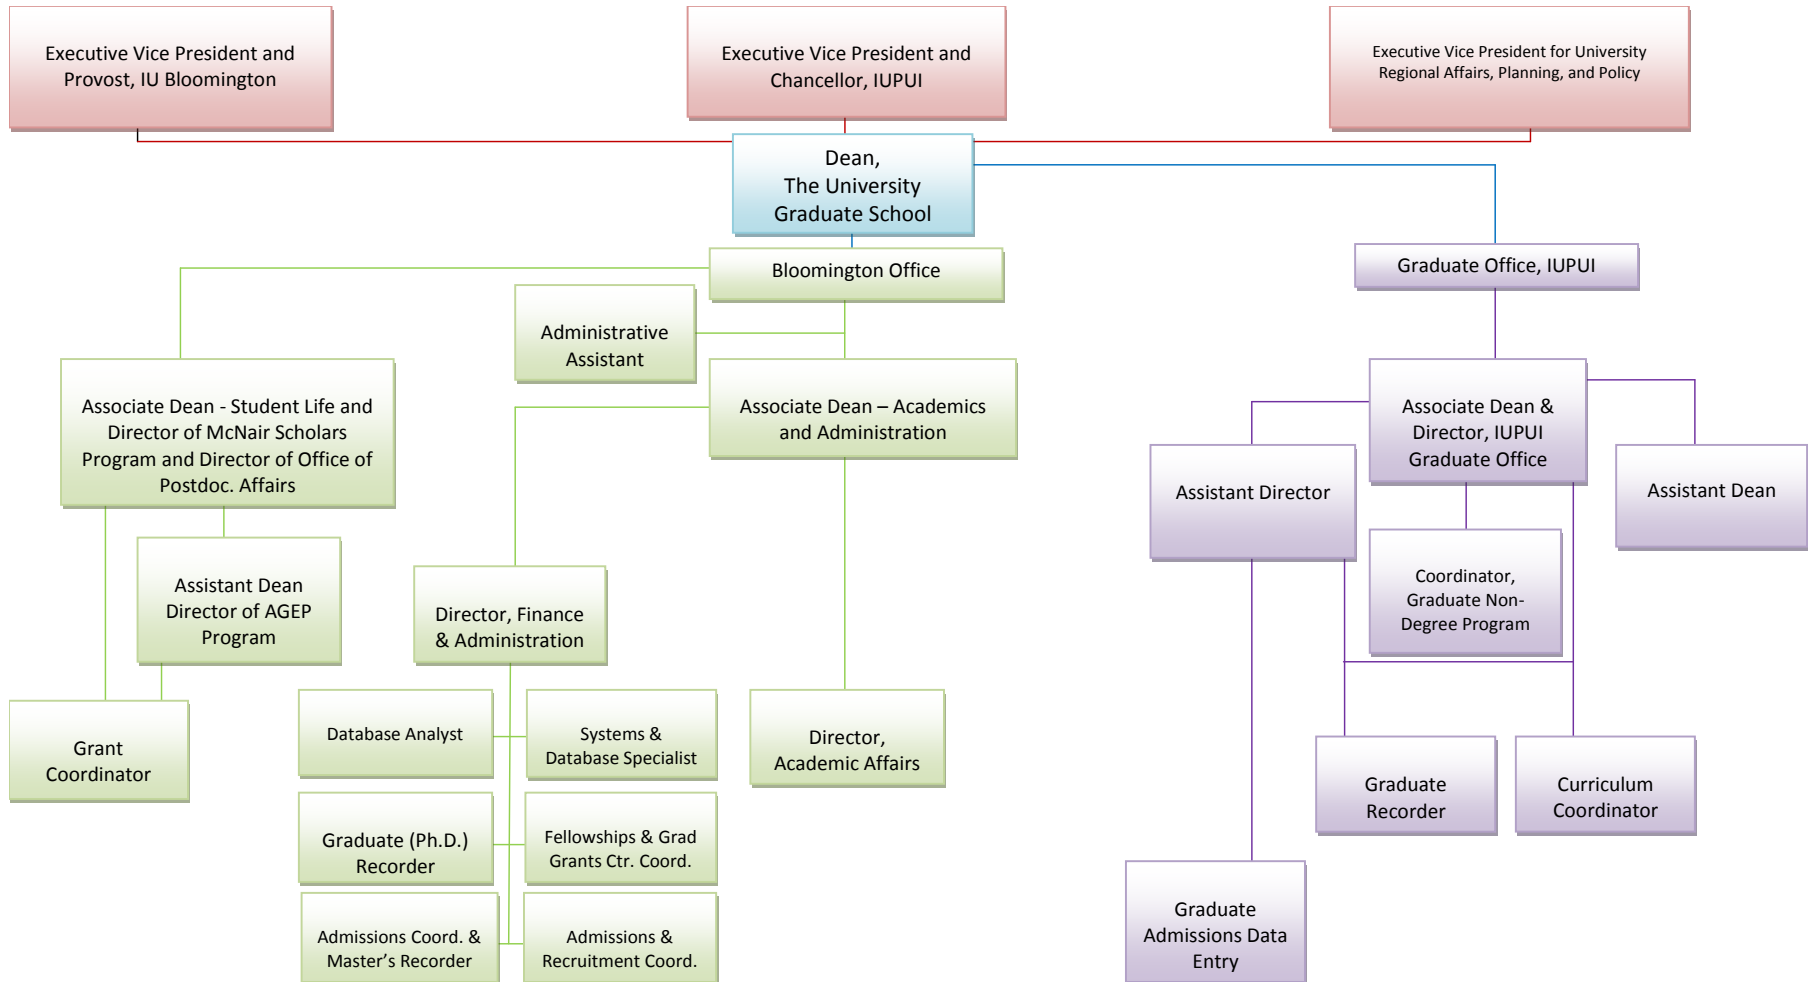 Executive Vice President and
Provost, IU Bloomington
Executive Vice President and
Chancellor, IUPUI
Executive Vice President for University
Regional Affairs, Planning, and Policy
Dean,
The University
Graduate School
Bloomington Office
Graduate Office, IUPUI
Administrative
Assistant
Associate Dean - Student Life and
Director of McNair Scholars
Program and Director of Office of
Postdoc. Affairs
Associate Dean – Academics
and Administration
Associate Dean &
Director, IUPUI
Graduate Office
Assistant Director
Assistant Dean
Assistant Dean
Director of AGEP
Program
Director, Finance
& Administration
Coordinator,
Graduate Non-
Degree Program
Grant
Coordinator
Database Analyst
Systems &
Database Specialist
Director,
Academic Affairs
Graduate
Recorder
Curriculum
Coordinator
Graduate (Ph.D.)
Recorder
Fellowships & Grad
Grants Ctr. Coord.
Admissions Coord. &
Master's Recorder
Admissions &
Recruitment Coord.
Graduate
Admissions Data
Entry